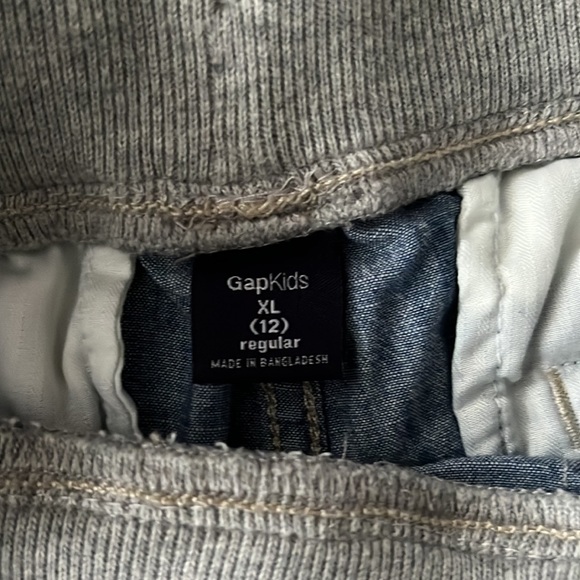 GapKids
XL
(12)
regular
MADE IN BANGLADESH